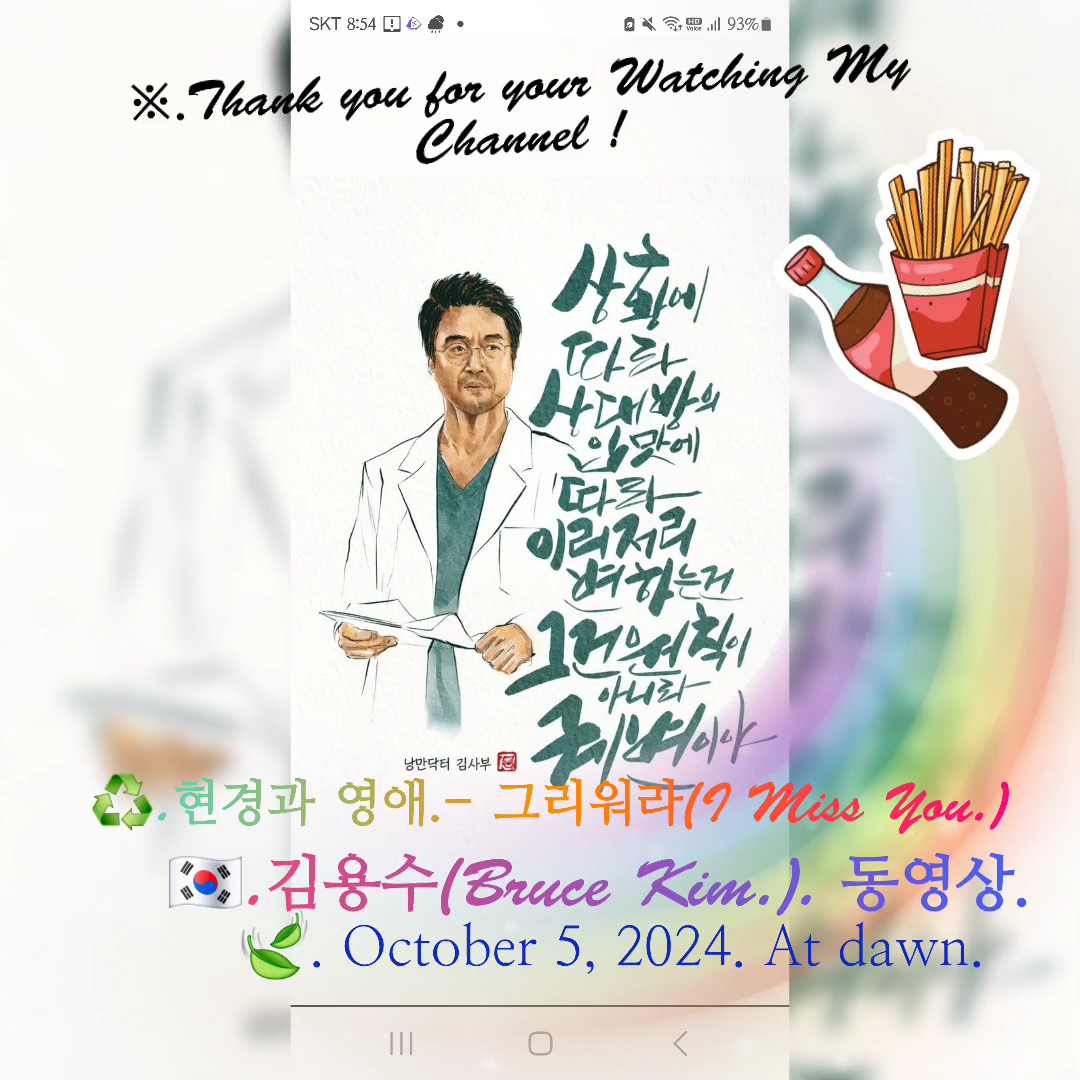 SKT 8:54
HD Voice 93%
※.Thank you for your Watching My
Channel !
상황에
따라
상대방의
입맛에
따라
이리저리
변하는건
그건 원칙이
아니라
궤변이야
낭만닥터 김사부
♻️.현경과 영애.- 그리워라(I Miss You.)
🇰🇷.김용수(Bruce Kim.). 동영상.
🍃. October 5, 2024. At dawn.